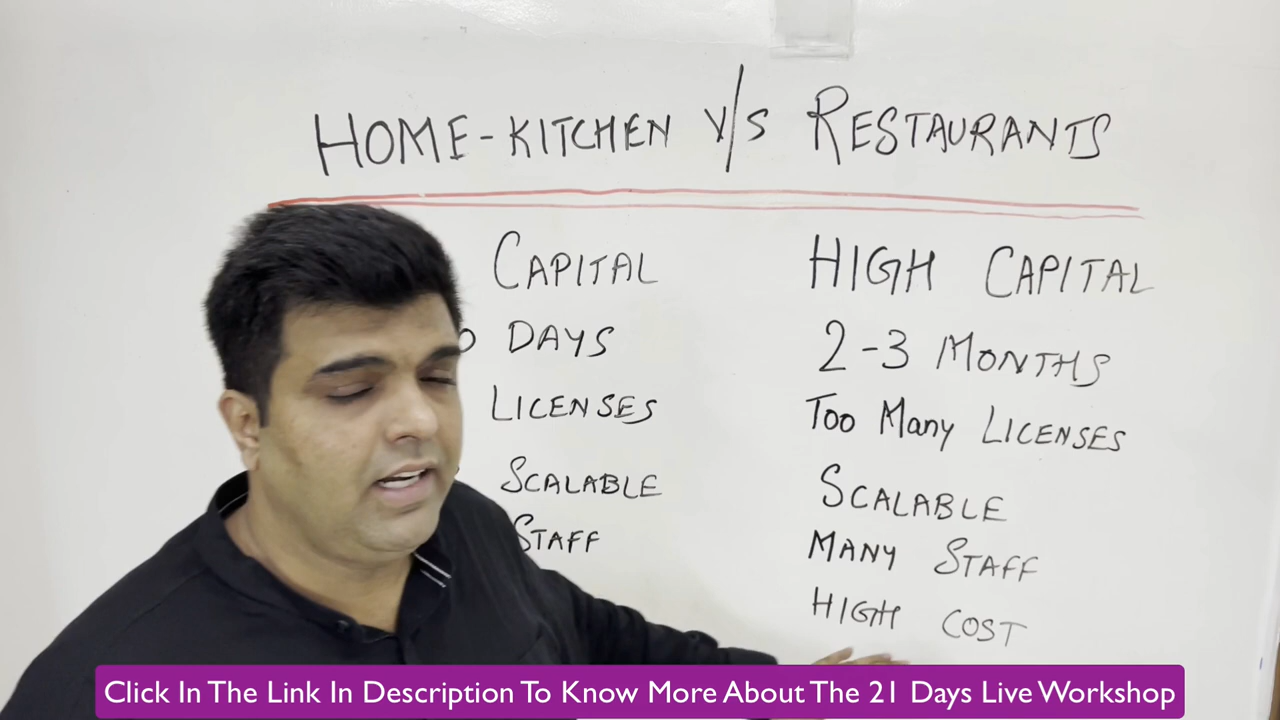 HOME-KITCHEN V/S RESTAURANTS
CAPITAL
HIGH CAPITAL
DAYS
2-3 MONTHS
LICENSES
Too Many LICENSES
SCALABLE
SCALABLE
STAFF
MANY STAFF
HIGH COST
Click In The Link In Description To Know More About The 21 Days Live Workshop